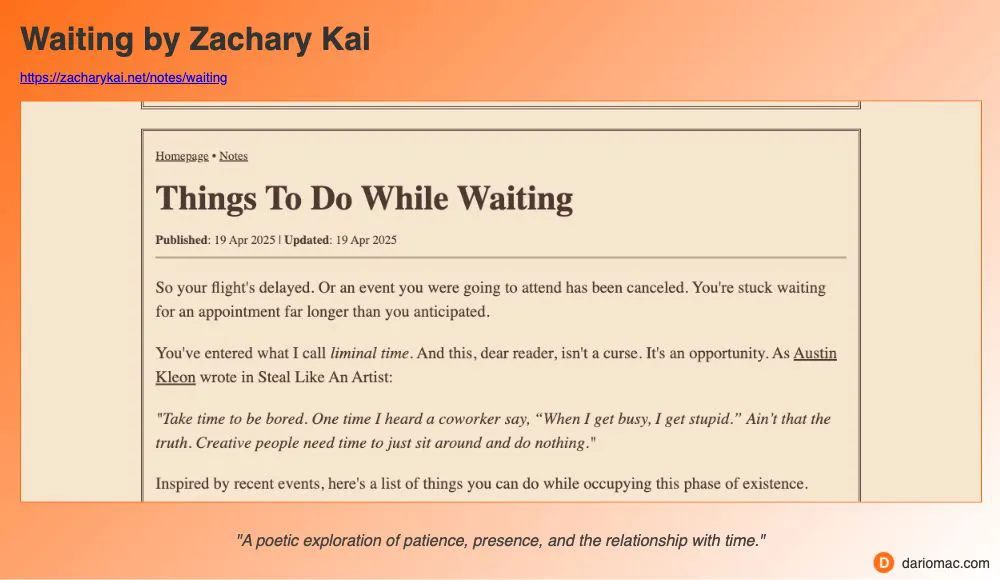 Waiting by Zachary Kai
https://zacharykai.net/notes/waiting
Homepage • Notes
Things To Do While Waiting
Published: 19 Apr 2025 | Updated: 19 Apr 2025
So your flight's delayed. Or an event you were going to attend has been canceled. You're stuck waiting
for an appointment far longer than you anticipated.
You've entered what I call liminal time. And this, dear reader, isn't a curse. It's an opportunity. As Austin
Kleon wrote in Steal Like An Artist:
"Take time to be bored. One time I heard a coworker say, “When I get busy, I get stupid.” Ain’t that the
truth. Creative people need time to just sit around and do nothing."
Inspired by recent events, here's a list of things you can do while occupying this phase of existence.
"A poetic exploration of patience, presence, and the relationship with time."
D dariomac.com